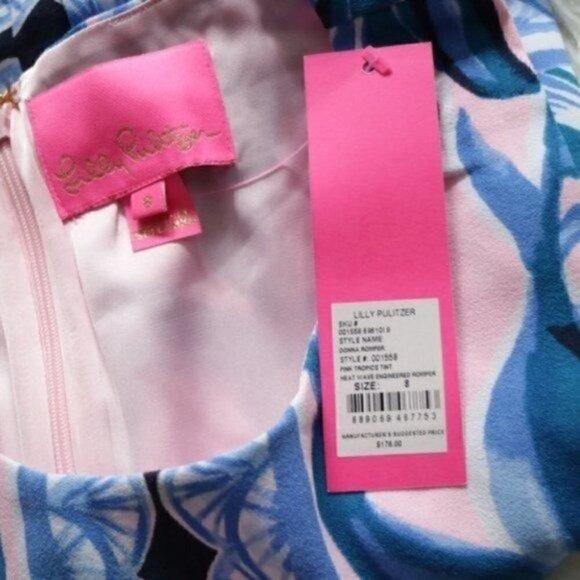 Lilly Pulitzer
8
LILLY PULITZER
SKU #
STYLE NAME
DONNA ROMPER
STYLE #: 001558
PINK TROPICS TINT
HEAT WAVE ENGINEERED ROMPER
SIZE: 8
MANUFACTURER'S SUGGESTED PRICE
$178.00